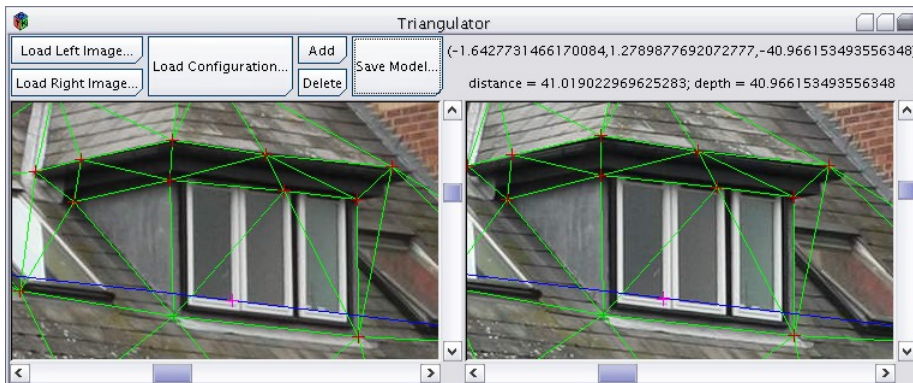 Triangulator
Load Left Image...
Load Right Image...
Load Configuration...
Add
Delete
Save Model...
(-1.6427731466170084,1.2789877692072777,-40.966153493556348)
distance = 41.019022969625283; depth = 40.966153493556348